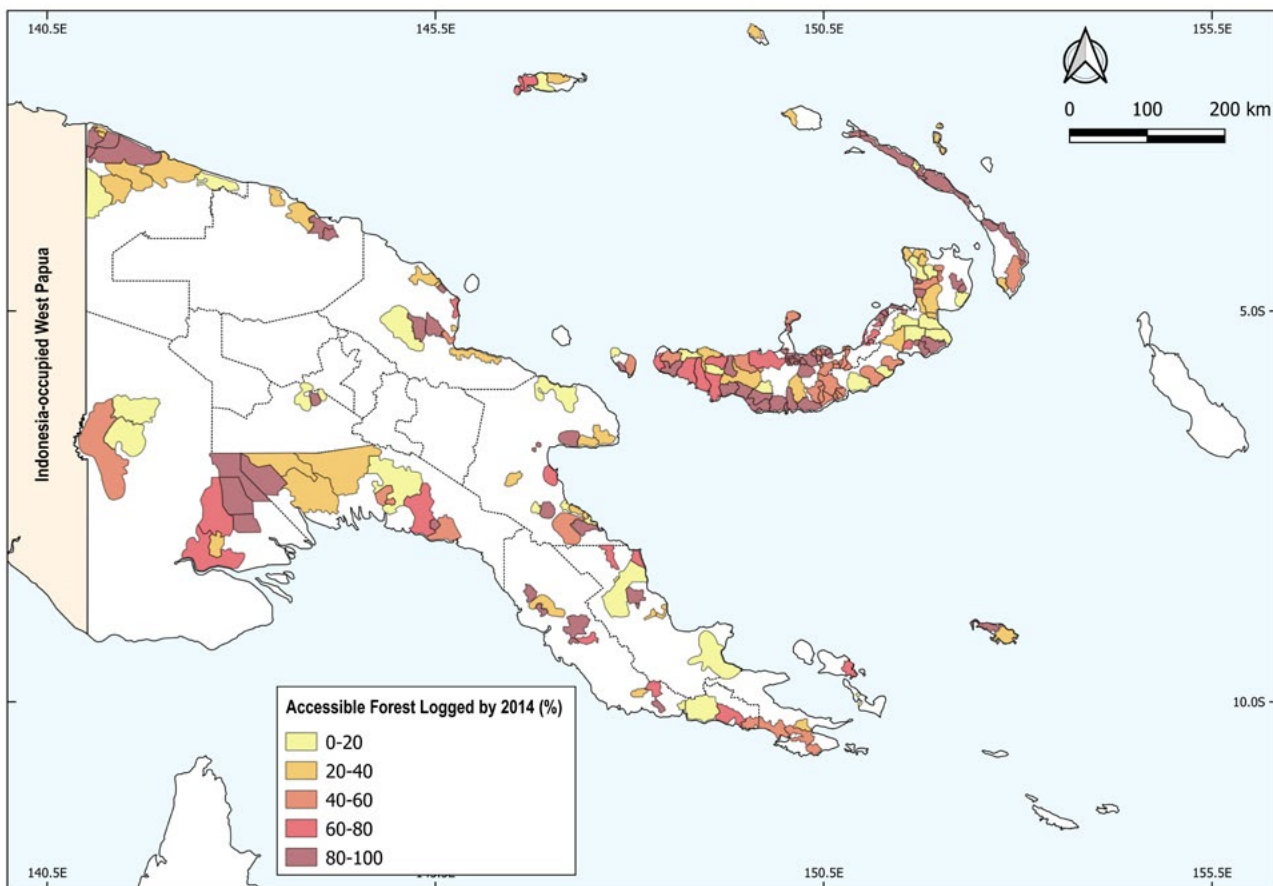 140.5E 145.5E 150.5E 155.5E
0 100 200 km
5.0S
Indonesia-occupied West Papua
10.0S
Accessible Forest Logged by 2014 (%)
0-20
20-40
40-60
60-80
80-100
140.5E 150.5E 155.5E